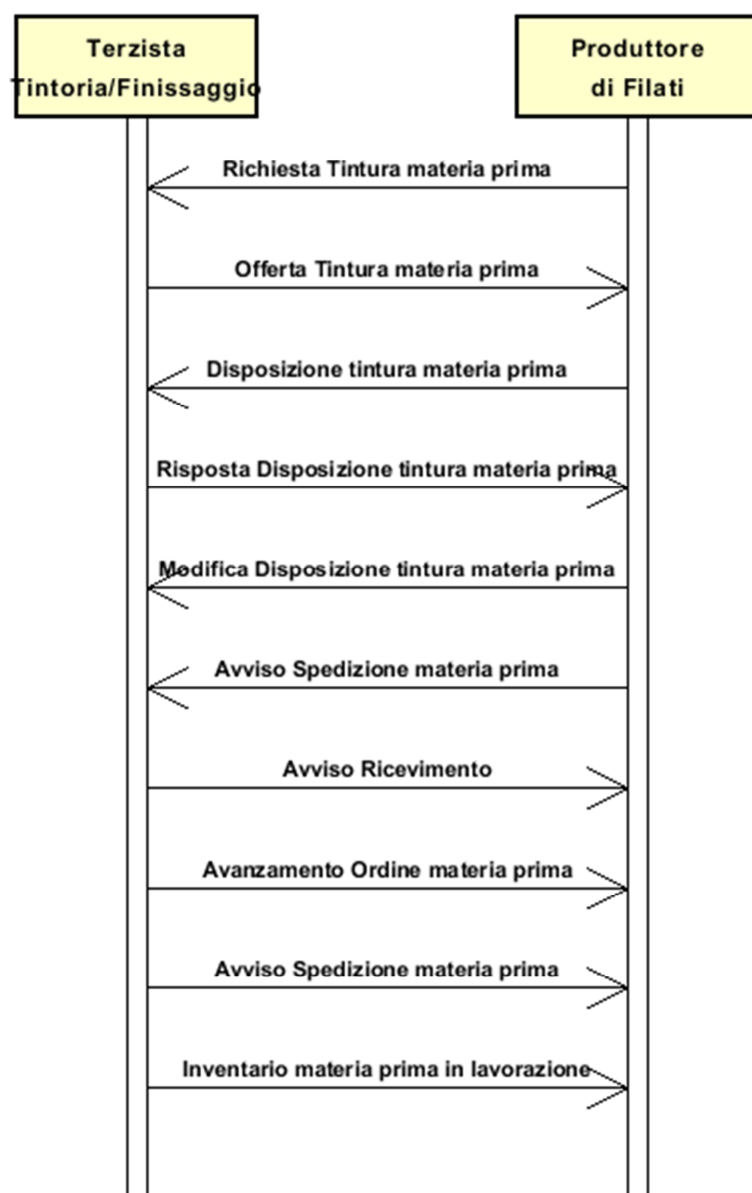 Terzista
Tintoria/Finissaggio
Produttore
di Filati
Richiesta Tintura materia prima
Offerta Tintura materia prima
Disposizione tintura materia prima
Risposta Disposizione tintura materia prima
Modifica Disposizione tintura materia prima
Avviso Spedizione materia prima
Avviso Ricevimento
Avanzamento Ordine materia prima
Avviso Spedizione materia prima
Inventario materia prima in lavorazione